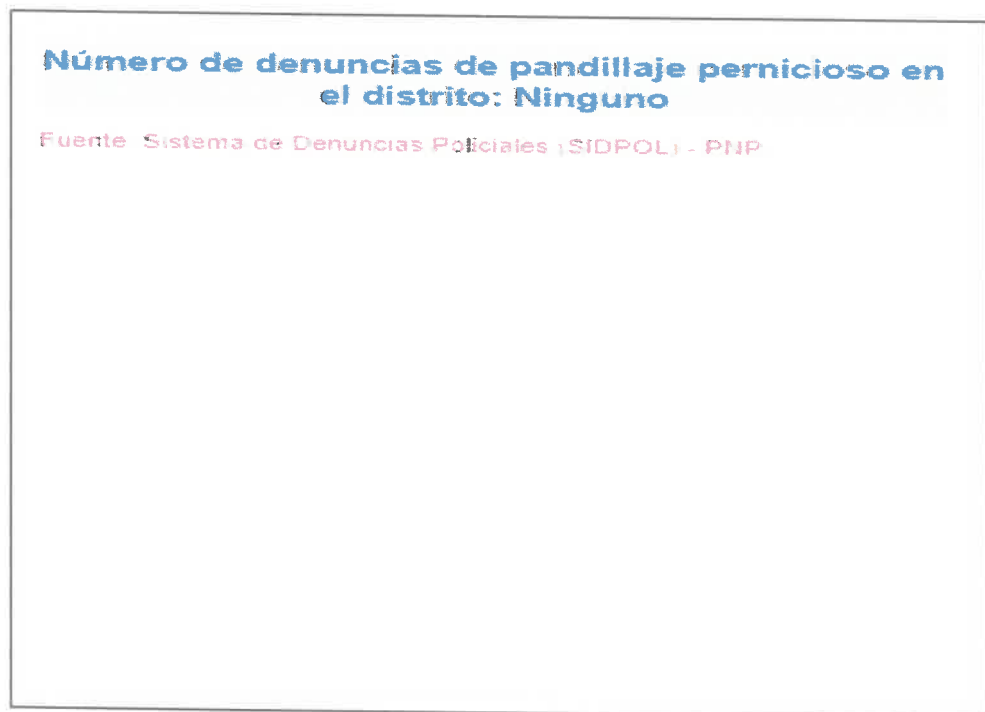 Número de denuncias de pandillaje pernicioso en
el distrito: Ninguno
Fuente Sistema de Denuncias Policiales (SIDPOL) - PNP